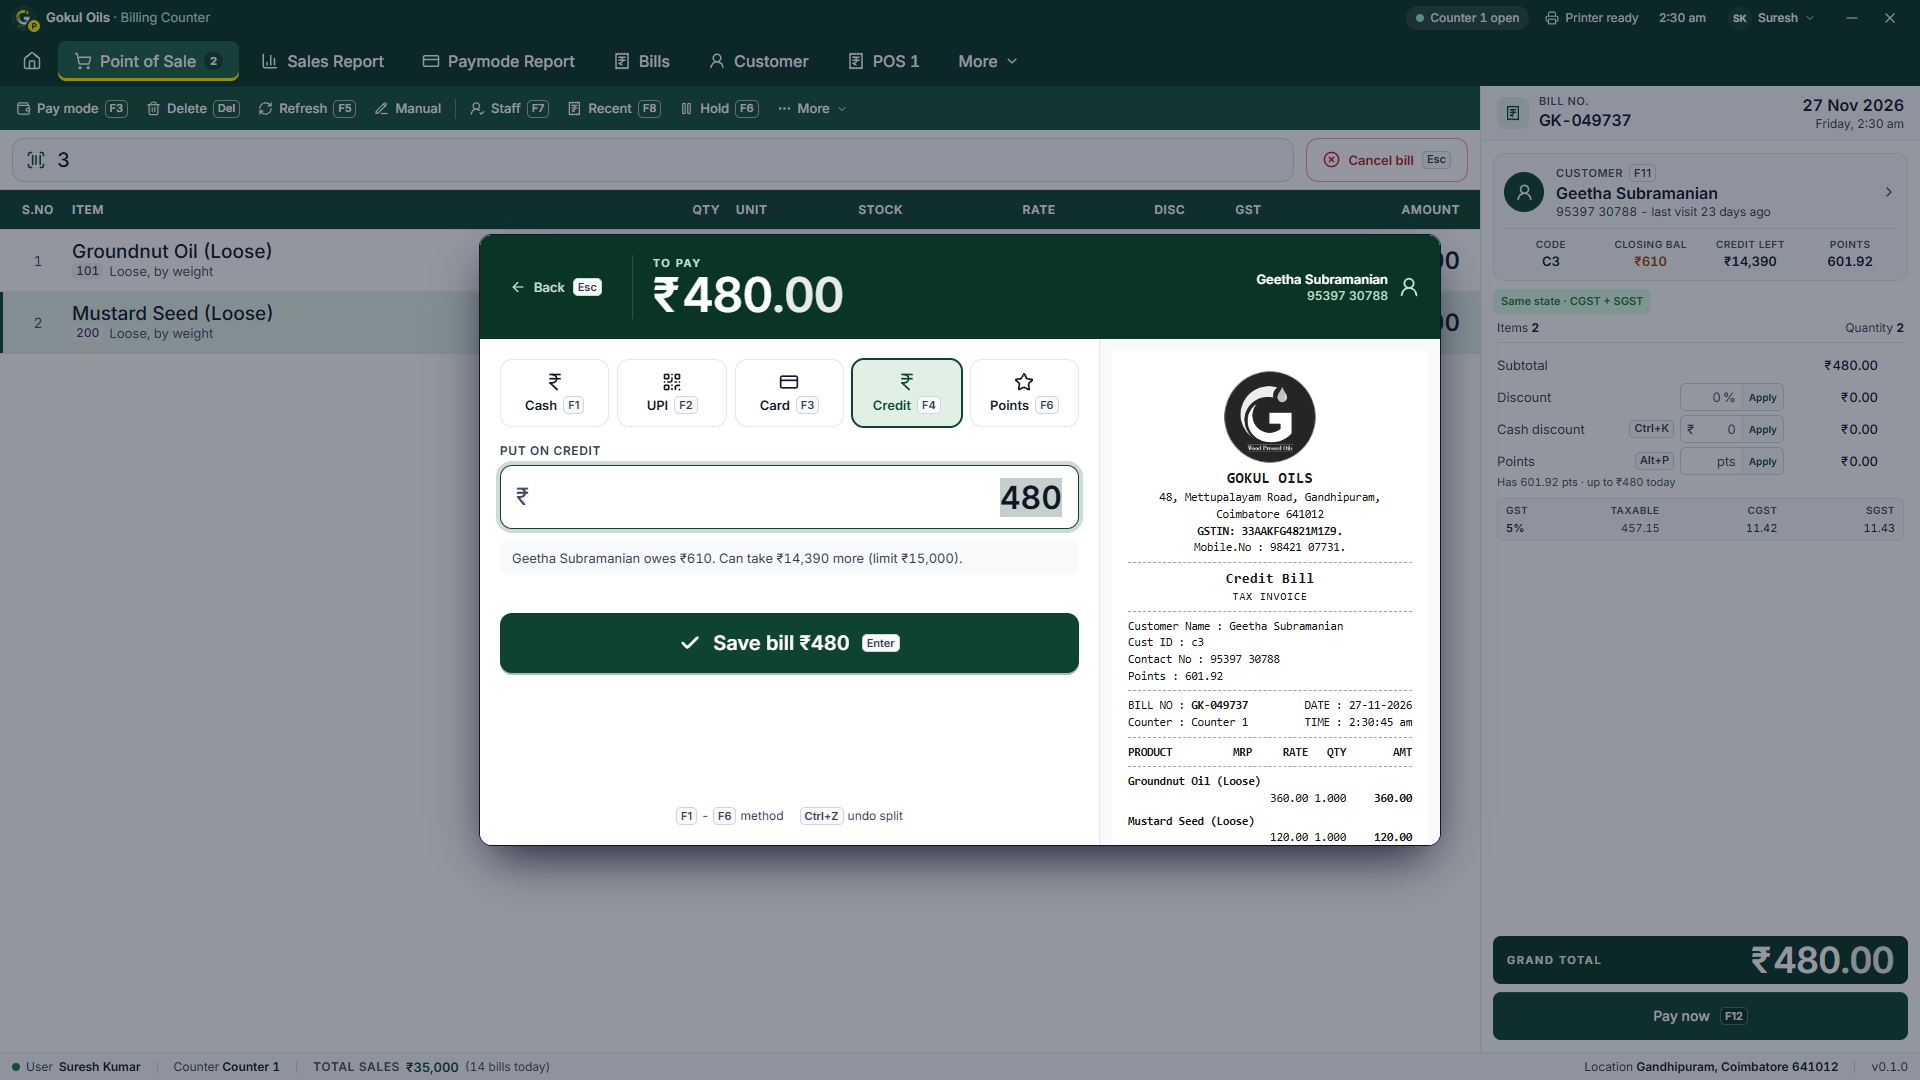 Gokul Oils · Billing Counter
Counter 1 open
Printer ready
2:30 am
SK Suresh
Point of Sale 2
Sales Report
Paymode Report
Bills
Customer
POS 1
More
Pay mode F3
Delete Del
Refresh F5
Manual
Staff F7
Recent F8
Hold F6
More
3
Cancel bill Esc
S.NO ITEM QTY UNIT STOCK RATE DISC GST AMOUNT
1 Groundnut Oil (Loose)
101 Loose, by weight
2 Mustard Seed (Loose)
200 Loose, by weight
BILL NO.
GK-049737
27 Nov 2026
Friday, 2:30 am
CUSTOMER F11
Geetha Subramanian
95397 30788 - last visit 23 days ago
CODE CLOSING BAL CREDIT LEFT POINTS
C3 ₹610 ₹14,390 601.92
Same state · CGST + SGST
Items 2 Quantity 2
Subtotal ₹480.00
Discount 0 % Apply ₹0.00
Cash discount Ctrl+K ₹ 0 Apply ₹0.00
Points Alt+P pts Apply ₹0.00
Has 601.92 pts · up to ₹480 today
GST TAXABLE CGST SGST
5% 457.15 11.42 11.43
GRAND TOTAL ₹480.00
Pay now F12
Back Esc
TO PAY
₹480.00
Geetha Subramanian
95397 30788
Cash F1
UPI F2
Card F3
Credit F4
Points F6
PUT ON CREDIT
₹ 480
Geetha Subramanian owes ₹610. Can take ₹14,390 more (limit ₹15,000).
Save bill ₹480 Enter
F1 - F6 method Ctrl+Z undo split
G
Wood Pressed Oils
GOKUL OILS
48, Mettupalayam Road, Gandhipuram,
Coimbatore 641012
GSTIN: 33AAKFG4821M1Z9.
Mobile.No : 98421 07731.
Credit Bill
TAX INVOICE
Customer Name : Geetha Subramanian
Cust ID : c3
Contact No : 95397 30788
Points : 601.92
BILL NO : GK-049737 DATE : 27-11-2026
Counter : Counter 1 TIME : 2:30:45 am
PRODUCT MRP RATE QTY AMT
Groundnut Oil (Loose)
360.00 1.000 360.00
Mustard Seed (Loose)
120.00 1.000 120.00
User Suresh Kumar
Counter Counter 1
TOTAL SALES ₹35,000 (14 bills today)
Location Gandhipuram, Coimbatore 641012
v0.1.0